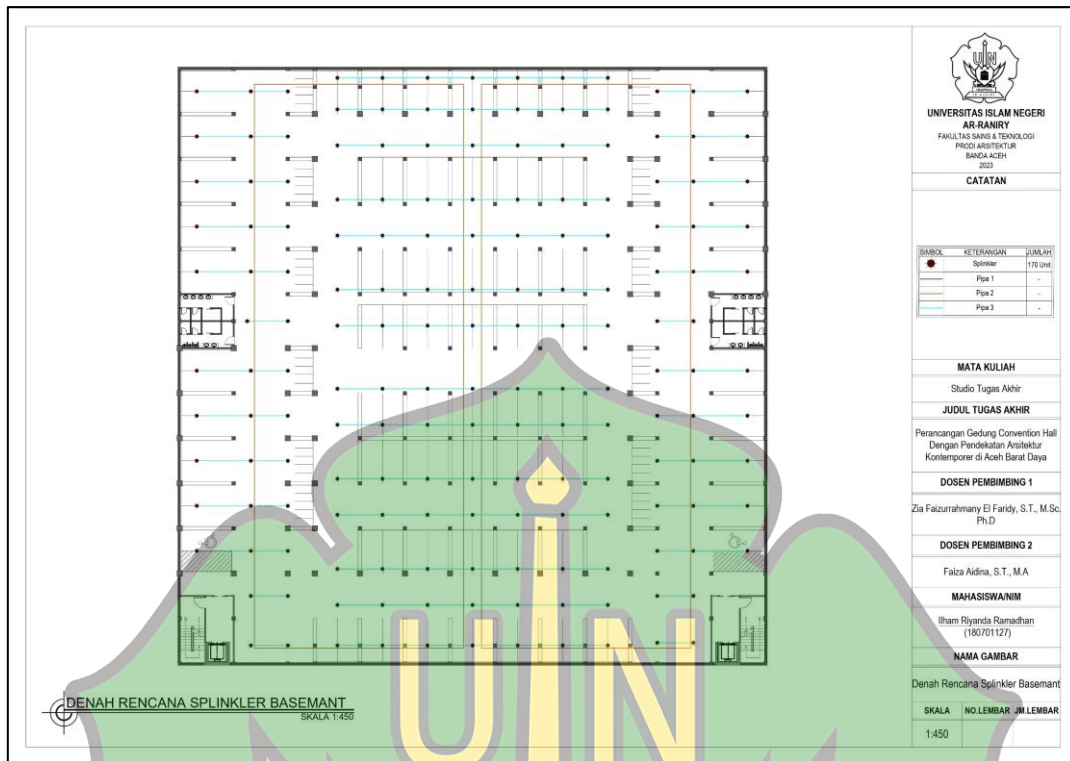 UIN
UNIVERSITAS ISLAM NEGERI
AR-RANIRY
FAKULTAS SAINS & TEKNOLOGI
PRODI ARSITEKTUR
BANDA ACEH
2023
CATATAN
SIMBOL KETERANGAN JUMLAH
Splinkler 170 Unit
Pipa 1 -
Pipa 2 -
Pipa 3 -
MATA KULIAH
Studio Tugas Akhir
JUDUL TUGAS AKHIR
Perancangan Gedung Convention Hall
Dengan Pendekatan Arsitektur
Kontemporer di Aceh Barat Daya
DOSEN PEMBIMBING 1
Zia Faizurrahmany El Faridy, S.T., M.Sc.
Ph.D
DOSEN PEMBIMBING 2
Faiza Aidina, S.T., M.A
MAHASISWA/NIM
Ilham Riyanda Ramadhan
(180701127)
NAMA GAMBAR
Denah Rencana Splinkler Basemant
SKALA NO.LEMBAR JM.LEMBAR
1:450
DENAH RENCANA SPLINKLER BASEMANT
SKALA 1:450
UIN